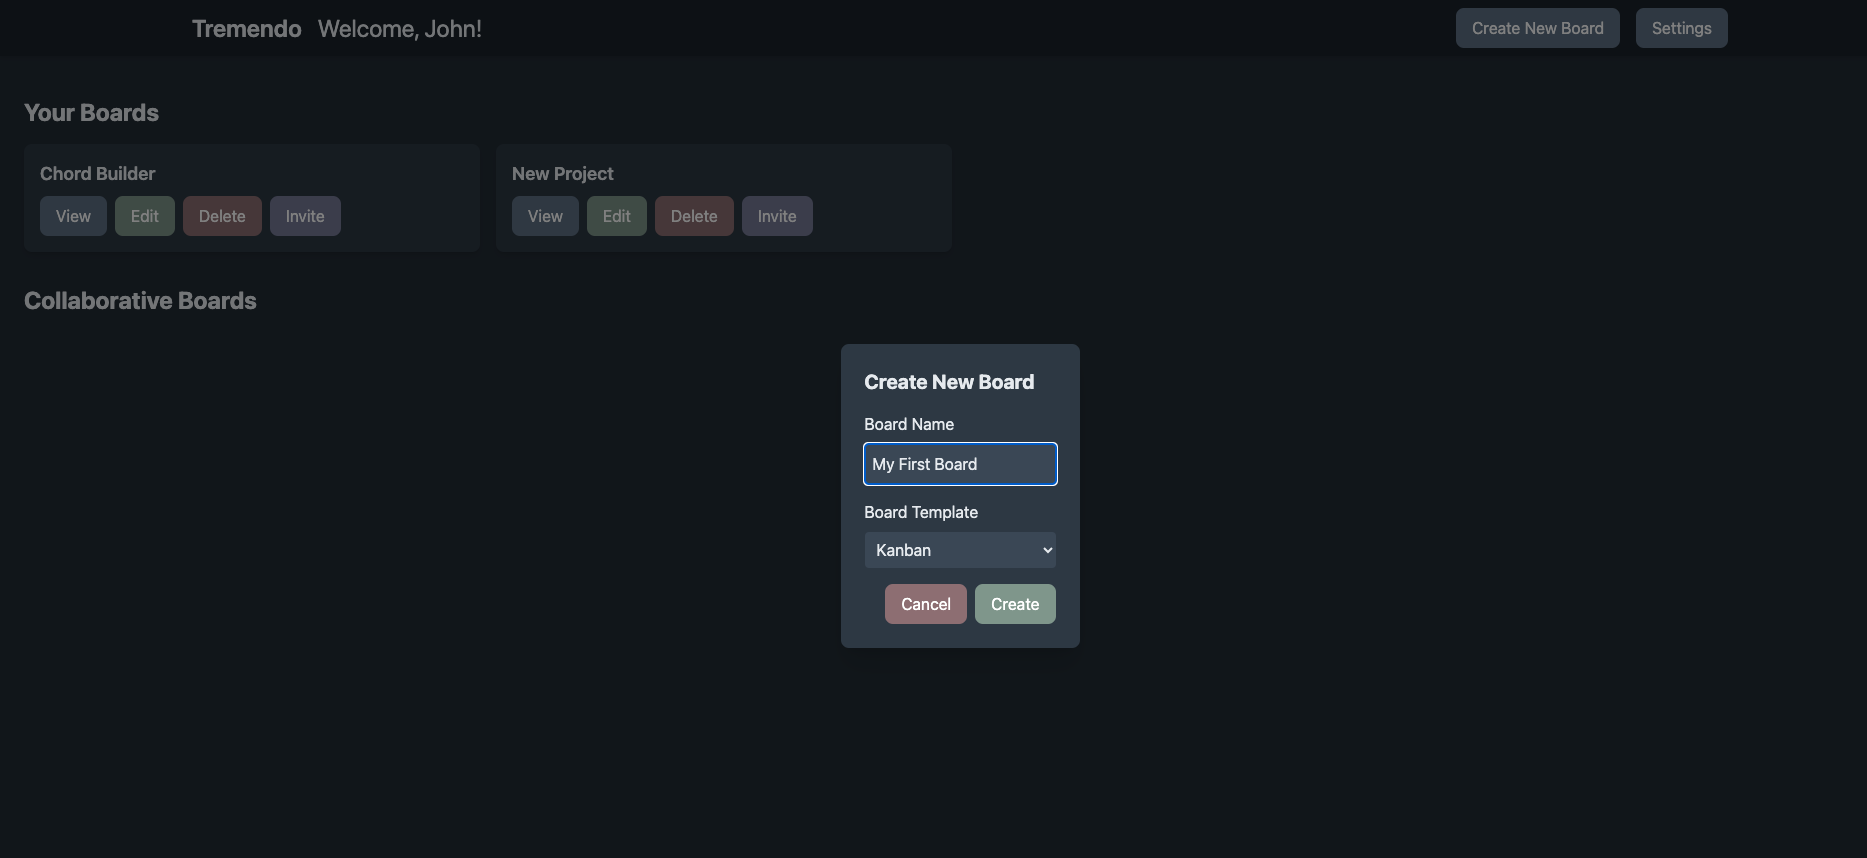 Tremendo Welcome, John! Create New Board Settings
Your Boards
Chord Builder
View Edit Delete Invite
New Project
View Edit Delete Invite
Collaborative Boards
Create New Board
Board Name
My First Board
Board Template
Kanban
Cancel Create